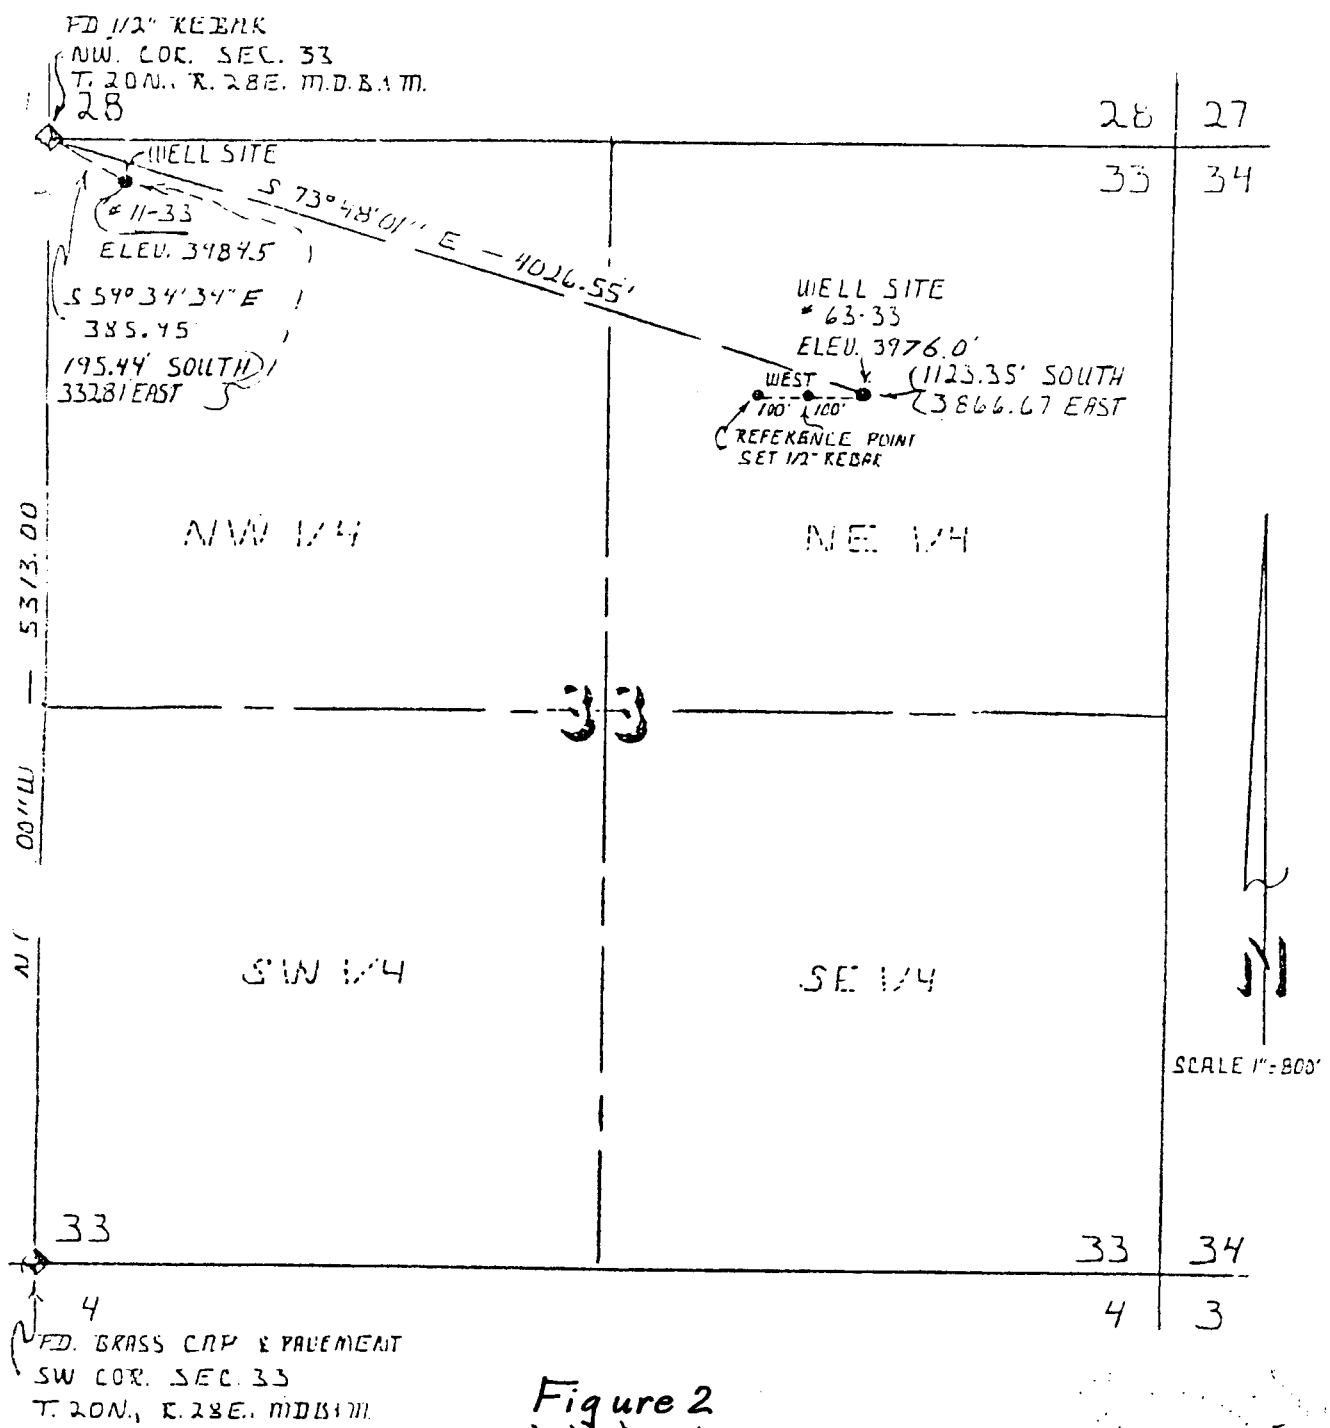 FD 1/2" REBAR
NW. COR. SEC. 33
T. 20N., R. 28E. M.D.B.&M.
28
28 27
33 34
WELL SITE
# 11-33
ELEV. 3984.5
S 59° 34' 34" E
385.95
195.44' SOUTH
332.81 EAST
S 73° 48' 01" E — 4026.55'
WELL SITE
# 63-33
ELEV. 3976.0'
1123.35' SOUTH
3866.67 EAST
WEST
100' 100'
REFERENCE POINT
SET 1/2" REBAR
NW 1/4
NE 1/4
00" W — 5313.00
33
SW 1/4
SE 1/4
N
SCALE 1"=800'
33
33 34
4
4 3
FD. BRASS CAP & PAVEMENT
SW COR. SEC. 33
T. 20N., R. 28E., MDB&M.
Figure 2